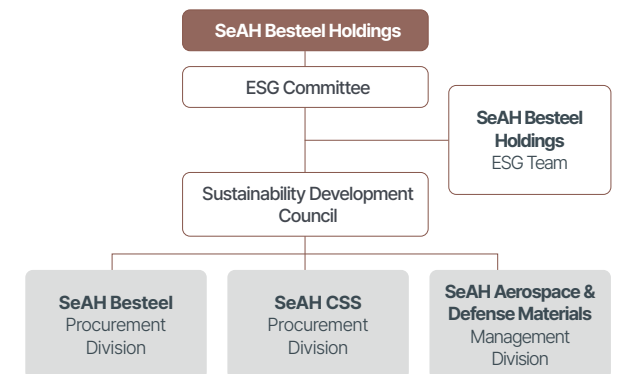 SeAH Besteel Holdings
ESG Committee
SeAH Besteel
Holdings
ESG Team
Sustainability Development
Council
SeAH Besteel
Procurement
Division
SeAH CSS
Procurement
Division
SeAH Aerospace &
Defense Materials
Management
Division